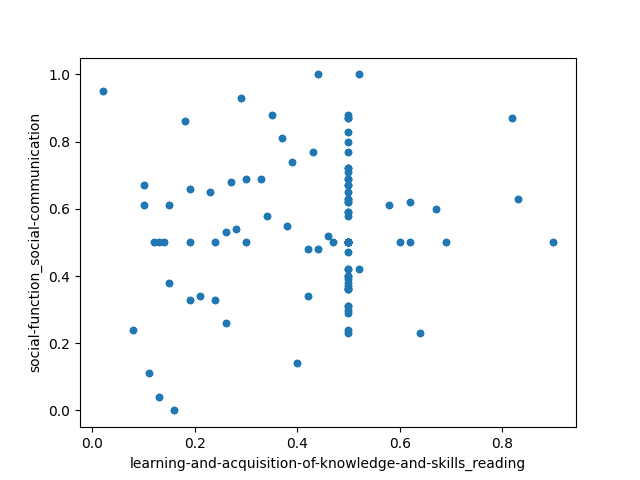 1.0
0.8
0.6
0.4
0.2
0.0
social-function_social-communication
0.0 0.2 0.4 0.6 0.8
learning-and-acquisition-of-knowledge-and-skills_reading